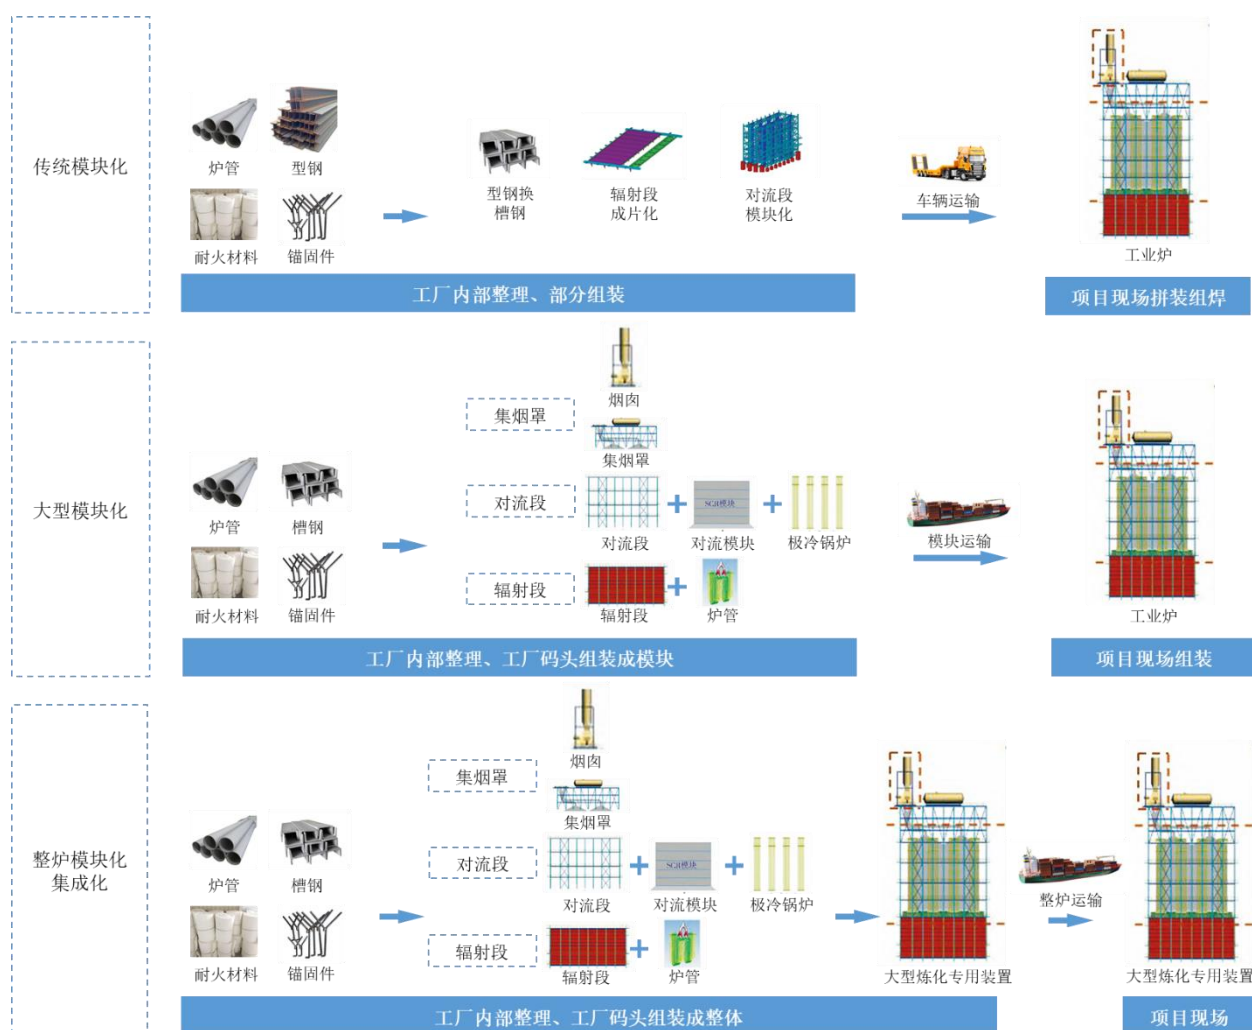 传统模块化
炉管
型钢
耐火材料
锚固件
型钢换
槽钢
辐射段
成片化
对流段
模块化
车辆运输
工业炉
工厂内部整理、部分组装
项目现场拼装组焊
大型模块化
炉管
槽钢
耐火材料
锚固件
烟囱
集烟罩
集烟罩
对流段
对流段
SCR模块
对流模块
极冷锅炉
辐射段
辐射段
炉管
模块运输
工业炉
工厂内部整理、工厂码头组装成模块
项目现场组装
整炉模块化
集成化
炉管
槽钢
耐火材料
锚固件
烟囱
集烟罩
集烟罩
对流段
对流段
SCR模块
对流模块
极冷锅炉
辐射段
辐射段
炉管
大型炼化专用装置
整炉运输
大型炼化专用装置
工厂内部整理、工厂码头组装成整体
项目现场